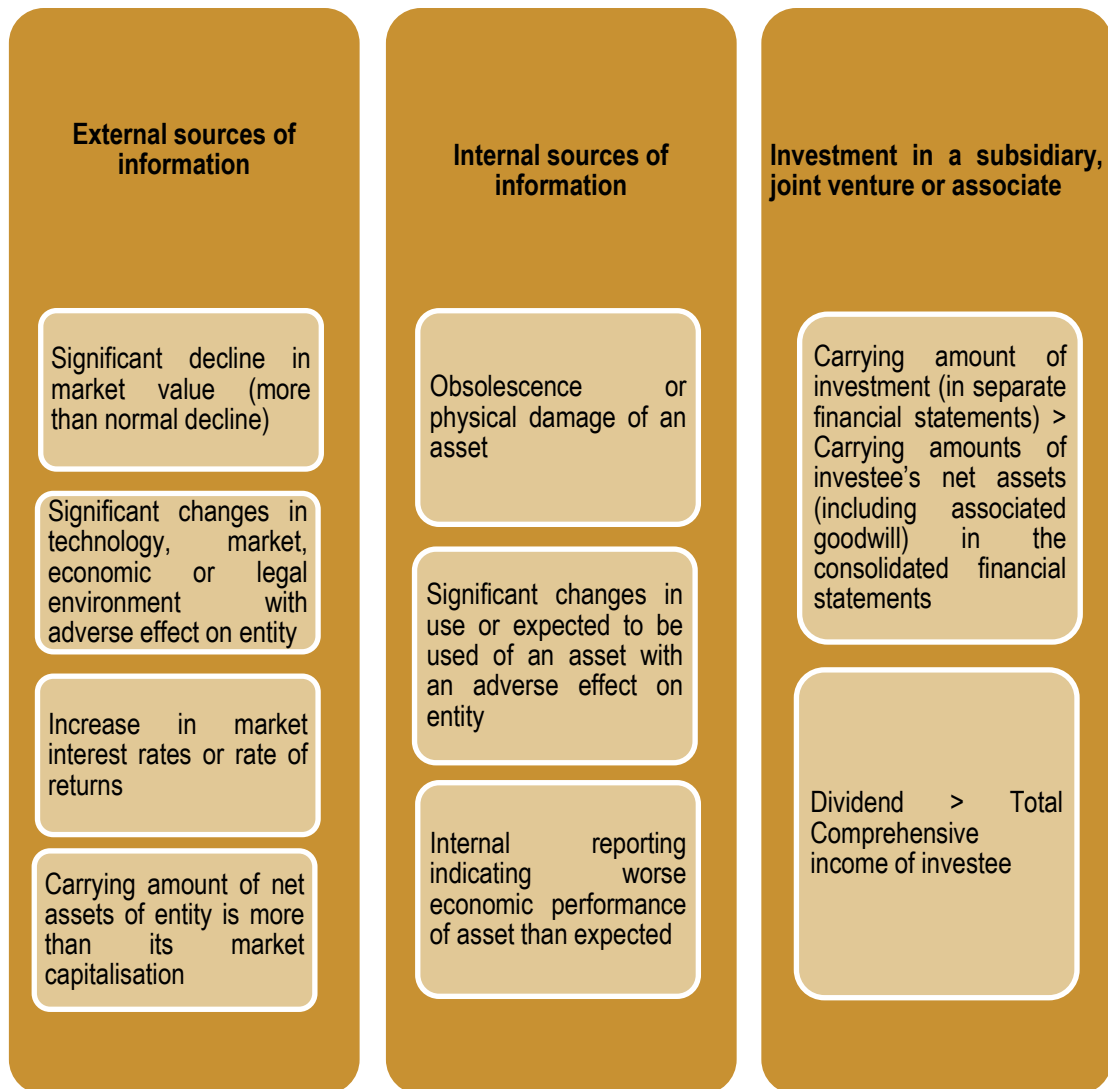 External sources of
information
Significant decline in
market value (more
than normal decline)
Significant changes in
technology, market,
economic or legal
environment with
adverse effect on entity
Increase in market
interest rates or rate of
returns
Carrying amount of net
assets of entity is more
than its market
capitalisation
Internal sources of
information
Obsolescence or
physical damage of an
asset
Significant changes in
use or expected to be
used of an asset with
an adverse effect on
entity
Internal reporting
indicating worse
economic performance
of asset than expected
Investment in a subsidiary,
joint venture or associate
Carrying amount of
investment (in separate
financial statements) >
Carrying amounts of
investee’s net assets
(including associated
goodwill) in the
consolidated financial
statements
Dividend > Total
Comprehensive
income of investee